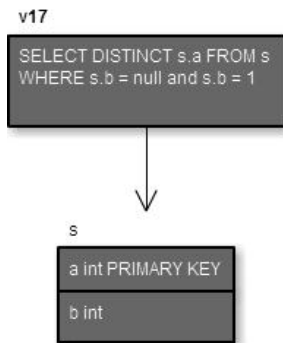 v17
SELECT DISTINCT s.a FROM s
WHERE s.b = null and s.b = 1
s
a int PRIMARY KEY
b int